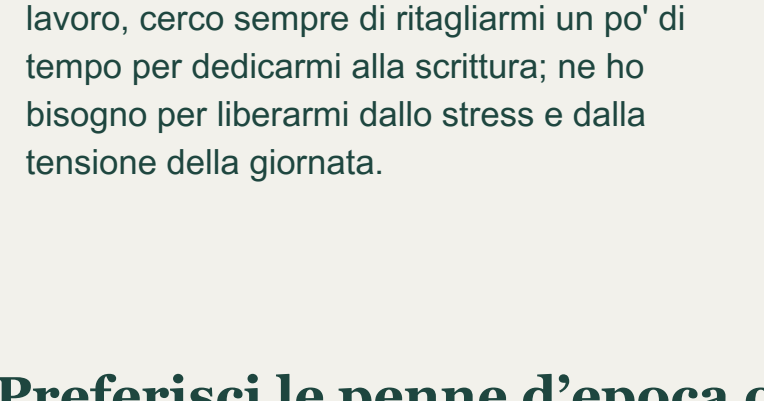 lavoro, cerco sempre di ritagliarmi un po' di
tempo per dedicarmi alla scrittura; ne ho
bisogno per liberarmi dallo stress e dalla
tensione della giornata.
Preferisci le penne d’epoca o